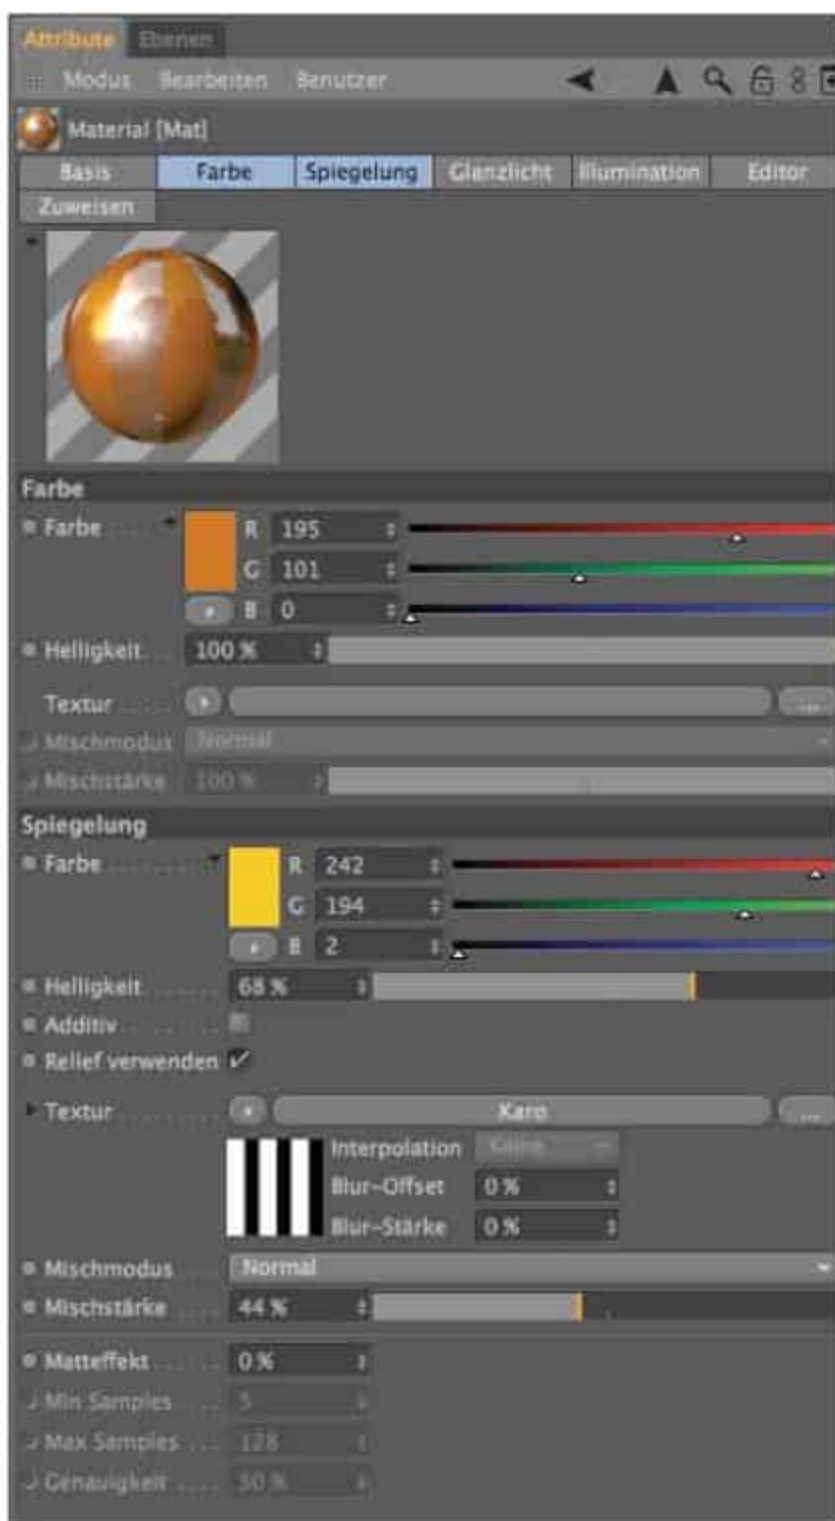 Attribute Ebenen
Modus Bearbeiten Benutzer
Material [Mat]
Basis Farbe Spiegelung Glanzlicht Illumination Editor
Zuweisen
Farbe
Farbe R 195
G 101
B 0
Helligkeit 100 %
Textur ...
Mischmodus Normal
Mischstärke 100 %
Spiegelung
Farbe R 242
G 194
B 2
Helligkeit 68 %
Additiv
Relief verwenden
Textur Karo ...
Interpolation
Blur-Offset 0 %
Blur-Stärke 0 %
Mischmodus Normal
Mischstärke 44 %
Matteffekt 0 %
Min Samples 5
Max Samples 128
Genauigkeit